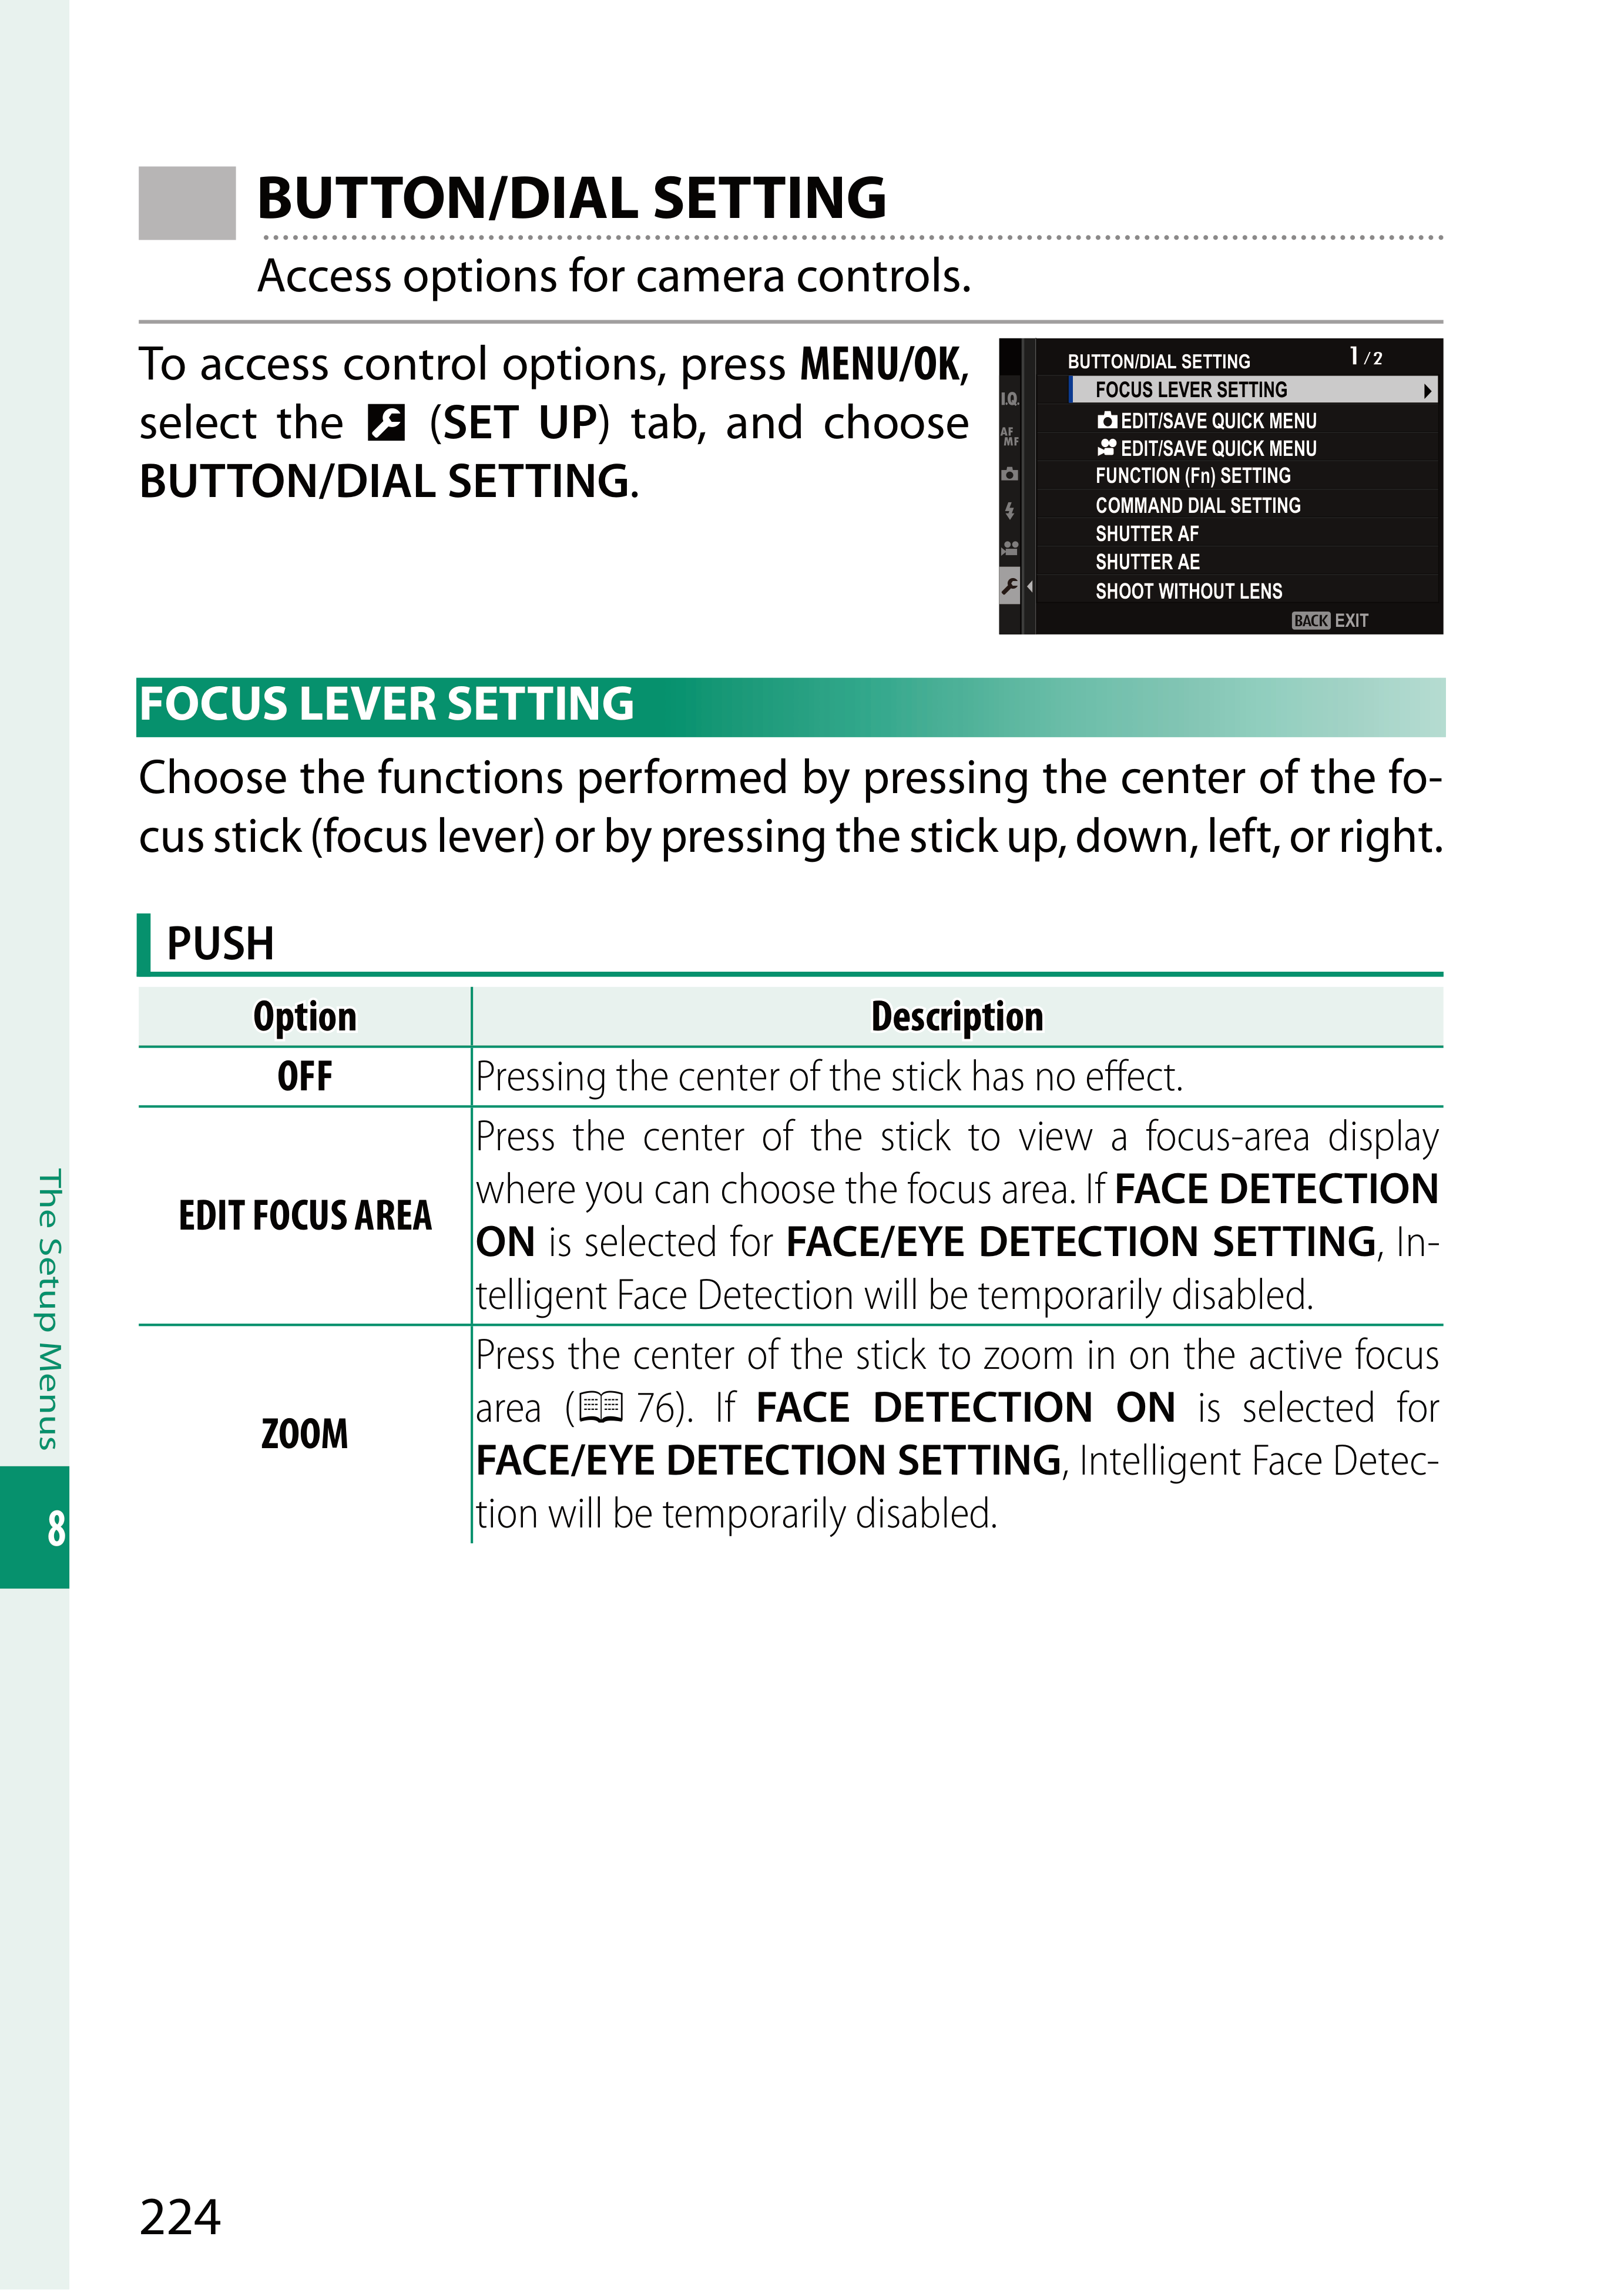 BUTTON/DIAL SETTING
Access options for camera controls.
To access control options, press MENU/OK,
select the (SET UP) tab, and choose
BUTTON/DIAL SETTING.
BUTTON/DIAL SETTING 1/2
FOCUS LEVER SETTING
EDIT/SAVE QUICK MENU
EDIT/SAVE QUICK MENU
FUNCTION (Fn) SETTING
COMMAND DIAL SETTING
SHUTTER AF
SHUTTER AE
SHOOT WITHOUT LENS
BACK EXIT
I.Q.
AF
MF
FOCUS LEVER SETTING
Choose the functions performed by pressing the center of the fo-
cus stick (focus lever) or by pressing the stick up, down, left, or right.
PUSH
Option Description
OFF Pressing the center of the stick has no effect.
EDIT FOCUS AREA
Press the center of the stick to view a focus-area display
where you can choose the focus area. If FACE DETECTION
ON is selected for FACE/EYE DETECTION SETTING, In-
telligent Face Detection will be temporarily disabled.
ZOOM
Press the center of the stick to zoom in on the active focus
area (76). If FACE DETECTION ON is selected for
FACE/EYE DETECTION SETTING, Intelligent Face Detec-
tion will be temporarily disabled.
The Setup Menus
8
224